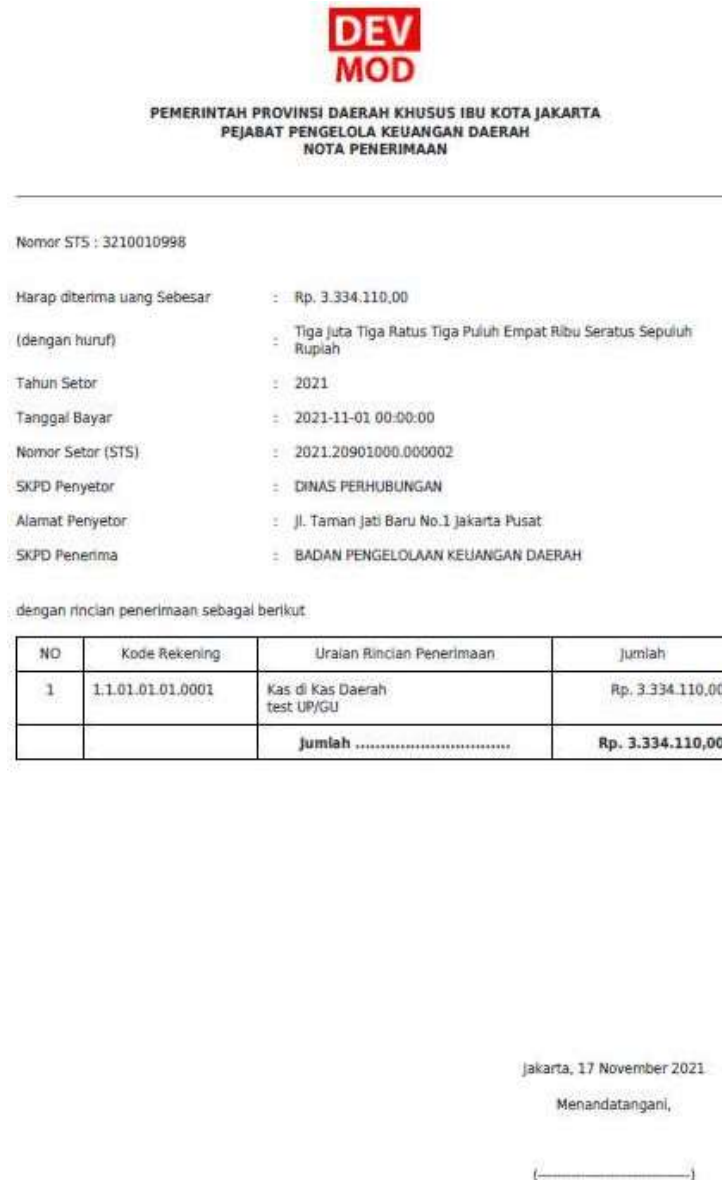 DEV
MOD
PEMERINTAH PROVINSI DAERAH KHUSUS IBU KOTA JAKARTA
PEJABAT PENGELOLA KEUANGAN DAERAH
NOTA PENERIMAAN
Nomor STS : 3210010998
Harap diterima uang Sebesar : Rp. 3.334.110,00
(dengan huruf) : Tiga Juta Tiga Ratus Tiga Puluh Empat Ribu Seratus Sepuluh
Rupiah
Tahun Setor : 2021
Tanggal Bayar : 2021-11-01 00:00:00
Nomor Setor (STS) : 2021.20901000.000002
SKPD Penyetor : DINAS PERHUBUNGAN
Alamat Penyetor : Jl. Taman Jati Baru No.1 Jakarta Pusat
SKPD Penerima : BADAN PENGELOLAAN KEUANGAN DAERAH
dengan rincian penerimaan sebagai berikut
NO Kode Rekening Uraian Rincian Penerimaan Jumlah
1 1.1.01.01.01.0001 Kas di Kas Daerah Rp. 3.334.110,00
test UP/GU
Jumlah ................................ Rp. 3.334.110,00
Jakarta, 17 November 2021
Menandatangani,
(--------------------------------)